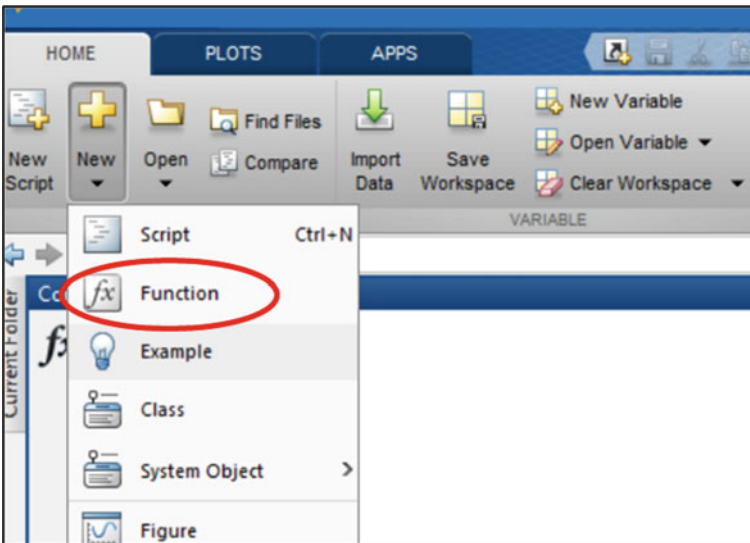 HOME PLOTS APPS
New Script
New
Open
Find Files
Compare
Import Data
Save Workspace
New Variable
Open Variable
Clear Workspace
VARIABLE
Script Ctrl+N
fx Function
Example
Class
System Object
Figure
Current Folder